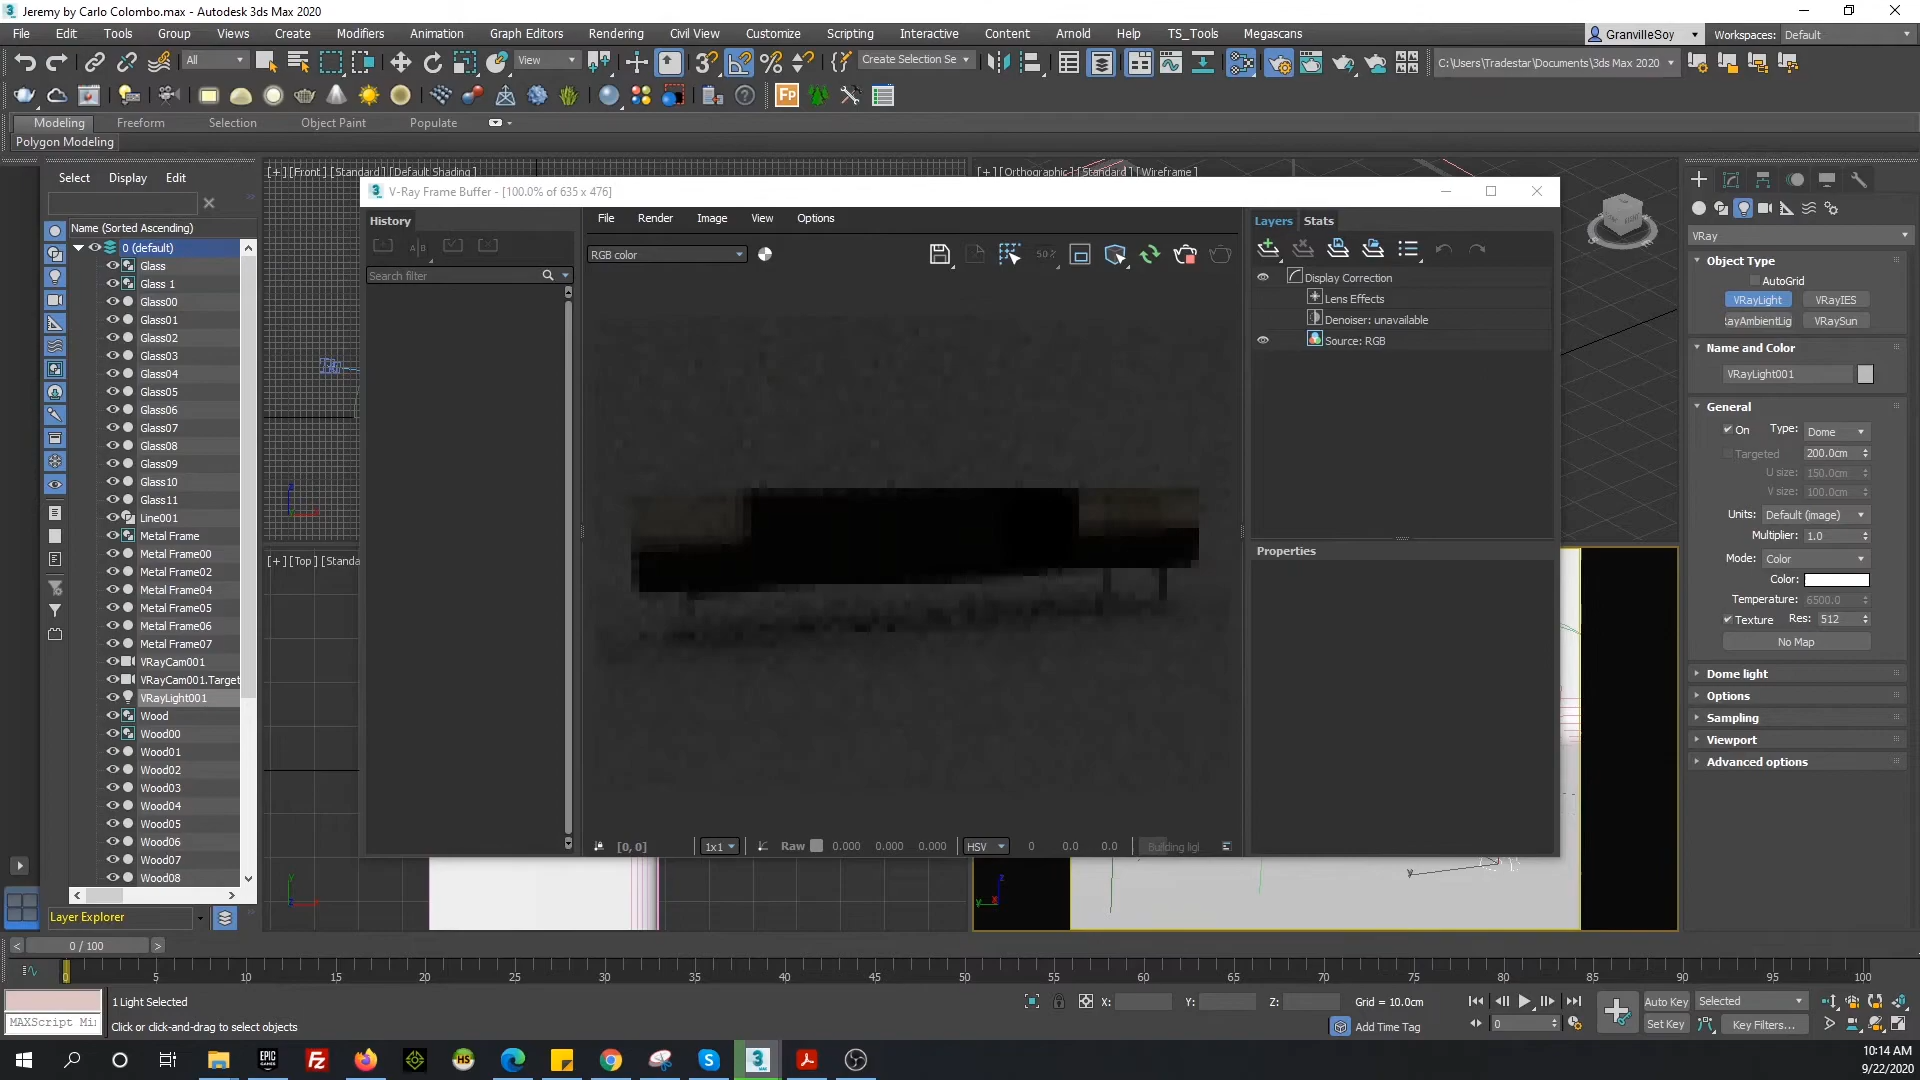 Jeremy by Carlo Colombo.max - Autodesk 3ds Max 2020
File Edit Tools Group Views Create Modifiers Animation Graph Editors Rendering Civil View Customize Scripting Interactive Content Arnold Help TS_Tools Megascans
GranvilleSoy
Workspaces: Default
All
View
Create Selection Se
C:\Users\Tradestar\Documents\3ds Max 2020
Modeling Freeform Selection Object Paint Populate
Polygon Modeling
Select Display Edit
Name (Sorted Ascending)
0 (default)
Glass
Glass 1
Glass00
Glass01
Glass02
Glass03
Glass04
Glass05
Glass06
Glass07
Glass08
Glass09
Glass10
Glass11
Line001
Metal Frame
Metal Frame00
Metal Frame02
Metal Frame04
Metal Frame05
Metal Frame06
Metal Frame07
VRayCam001
VRayCam001.Target
VRayLight001
Wood
Wood00
Wood01
Wood02
Wood03
Wood04
Wood05
Wood06
Wood07
Wood08
Layer Explorer
[+] [Front] [Standard] [Default Shading]
[+] [Orthographic] [Standard] [Wireframe]
[+] [Top] [Standa
V-Ray Frame Buffer - [100.0% of 635 x 476]
History
Search filter
File Render Image View Options
RGB color
50%
[0, 0]
1x1
Raw
0.000 0.000 0.000
HSV
0 0.0 0.0
Building ligl
Layers Stats
Display Correction
Lens Effects
Denoiser: unavailable
Source: RGB
Properties
VRay
Object Type
AutoGrid
VRayLight VRayIES
RayAmbientLig VRaySun
Name and Color
VRayLight001
General
On Type: Dome
Targeted 200.0cm
U size: 150.0cm
V size: 100.0cm
Units: Default (image)
Multiplier: 1.0
Mode: Color
Color:
Temperature: 6500.0
Texture Res: 512
No Map
Dome light
Options
Sampling
Viewport
Advanced options
0 / 100
0 5 10 15 20 25 30 35 40 45 50 55 60 65 70 75 80 85 90 95 100
1 Light Selected
MAXScript Mi
Click or click-and-drag to select objects
X: Y: Z: Grid = 10.0cm
Add Time Tag
0
Auto Key Selected
Set Key Key Filters...
10:14 AM
9/22/2020